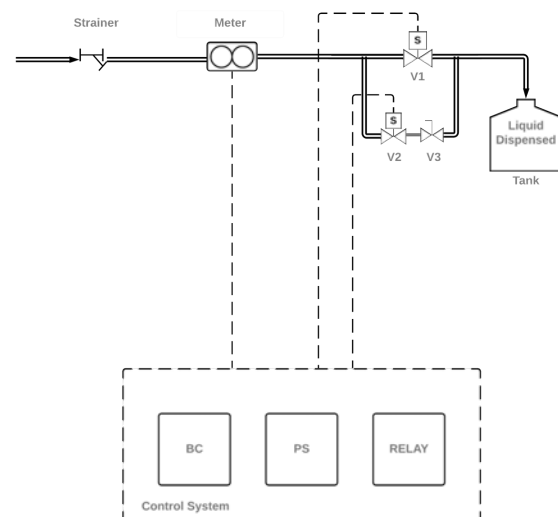 Strainer
Meter
S
V1
S
V2
V3
Liquid
Dispensed
Tank
BC
PS
RELAY
Control System